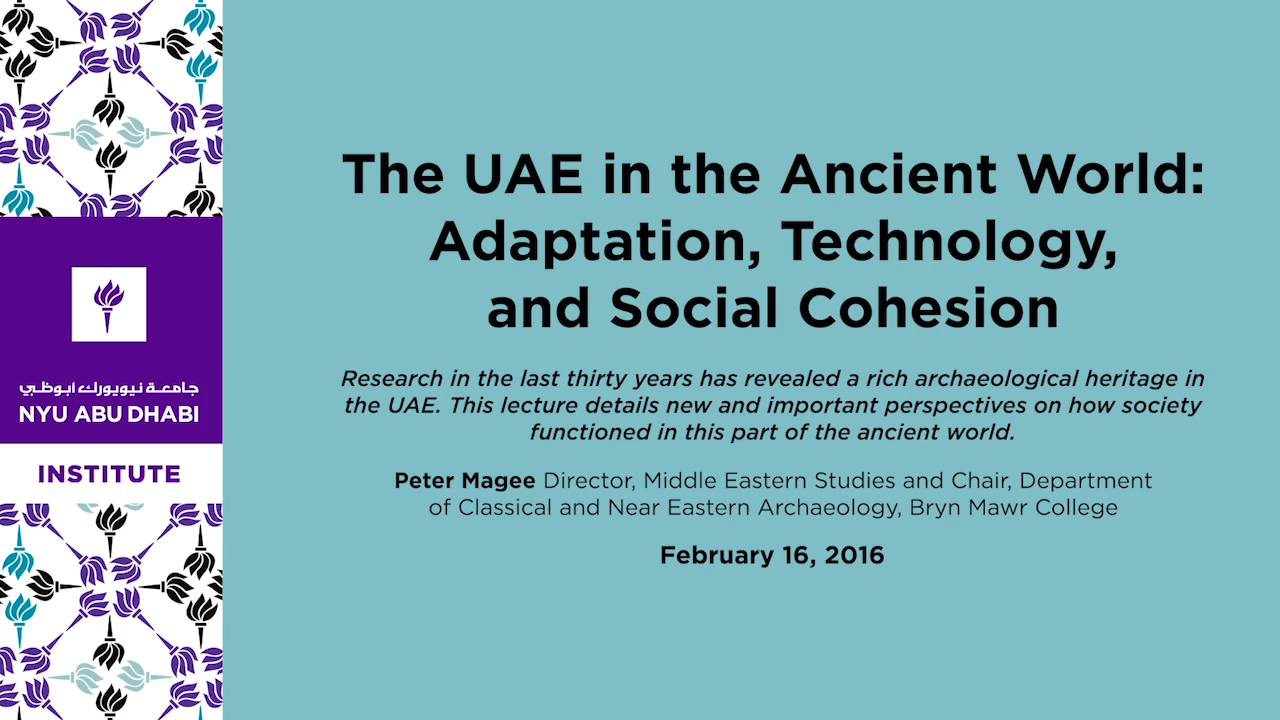 جامعة نيويورك أبوظبي
NYU ABU DHABI
INSTITUTE
The UAE in the Ancient World:
Adaptation, Technology,
and Social Cohesion
Research in the last thirty years has revealed a rich archaeological heritage in
the UAE. This lecture details new and important perspectives on how society
functioned in this part of the ancient world.
Peter Magee Director, Middle Eastern Studies and Chair, Department
of Classical and Near Eastern Archaeology, Bryn Mawr College
February 16, 2016